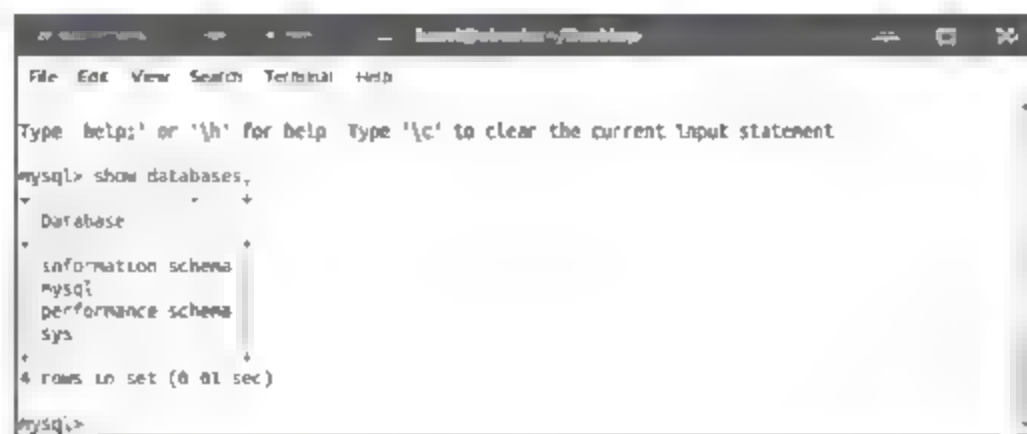 File Edit View Search Terminal Help
Type 'help;' or '\h' for help. Type '\c' to clear the current input statement.
mysql> show databases;
Database
information_schema
mysql
performance_schema
sys
4 rows in set (0.01 sec)
mysql>